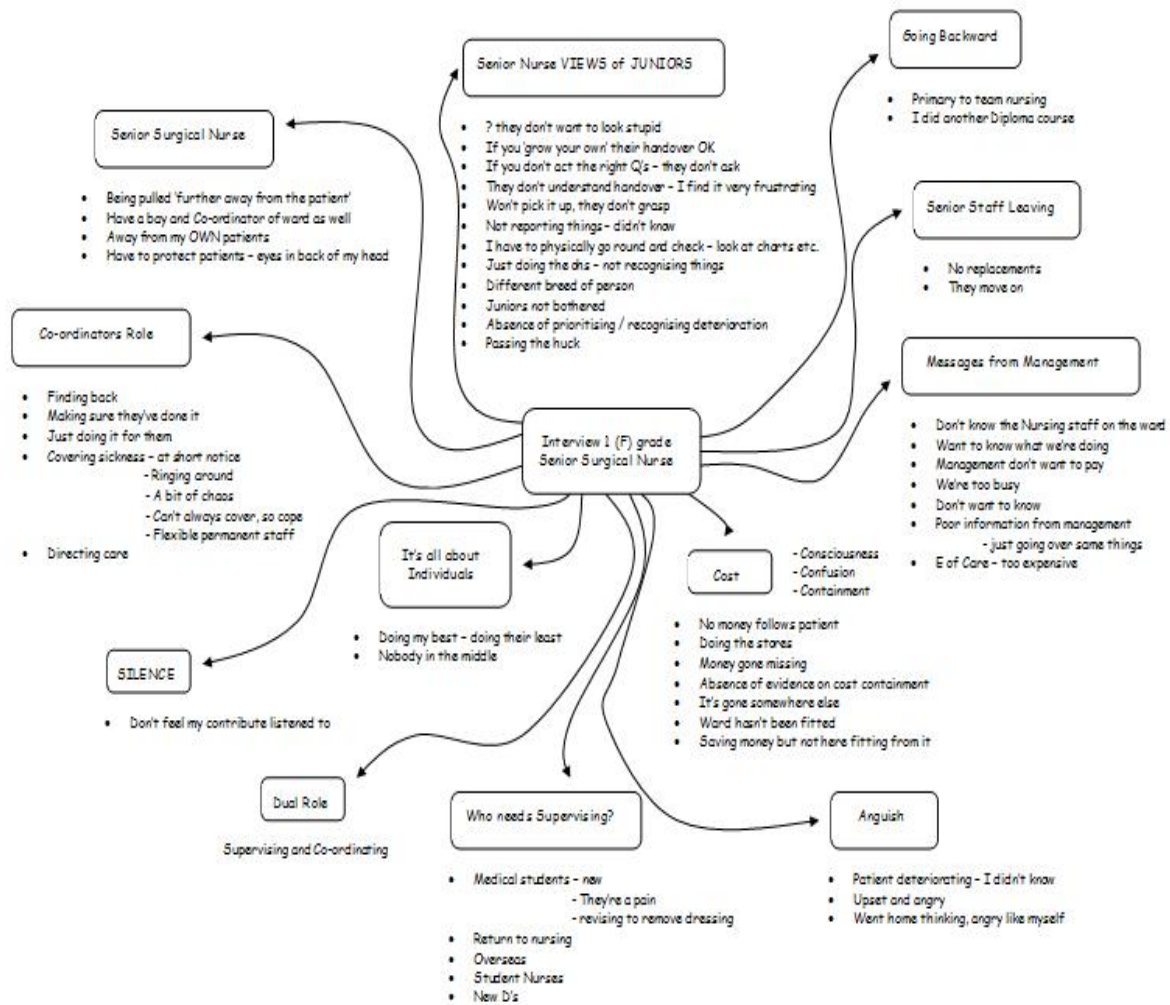 Going Backward
• Primary to team nursing
• I did another Diploma course
Senior Nurse VIEWS of JUNIORS
• ? they don't want to look stupid
• If you 'grow your own' their handover OK
• If you don't act the right Q's – they don't ask
• They don't understand handover – I find it very frustrating
• Won't pick it up, they don't grasp
• Not reporting things – didn't know
• I have to physically go round and check – look at charts etc.
• Just doing the obs – not recognising things
• Different breed of person
• Juniors not bothered
• Absence of prioritising / recognising deterioration
• Passing the huck
Senior Surgical Nurse
• Being pulled 'further away from the patient'
• Have a bay and Co-ordinator of ward as well
• Away from my OWN patients
• Have to protect patients – eyes in back of my head
Senior Staff Leaving
• No replacements
• They move on
Co-ordinators Role
• Finding back
• Making sure they've done it
• Just doing it for them
• Covering sickness – at short notice
- Ringing around
- A bit of chaos
- Can't always cover, so cope
- Flexible permanent staff
• Directing care
Messages from Management
• Don't know the Nursing staff on the ward
• Want to know what we're doing
• Management don't want to pay
• We're too busy
• Don't want to know
• Poor information from management
- just going over same things
• E of Care – too expensive
Interview 1 (F) grade
Senior Surgical Nurse
It's all about
Individuals
• Doing my best – doing their least
• Nobody in the middle
Cost
- Consciousness
- Confusion
- Containment
• No money follows patient
• Doing the stores
• Money gone missing
• Absence of evidence on cost containment
• It's gone somewhere else
• Ward hasn't been fitted
• Saving money but not here fitting from it
SILENCE
• Don't feel my contribute listened to
Dual Role
Supervising and Co-ordinating
Who needs Supervising?
• Medical students – new
- They're a pain
- revising to remove dressing
• Return to nursing
• Overseas
• Student Nurses
• New D's
Anguish
• Patient deteriorating – I didn't know
• Upset and angry
• Went home thinking, angry like myself